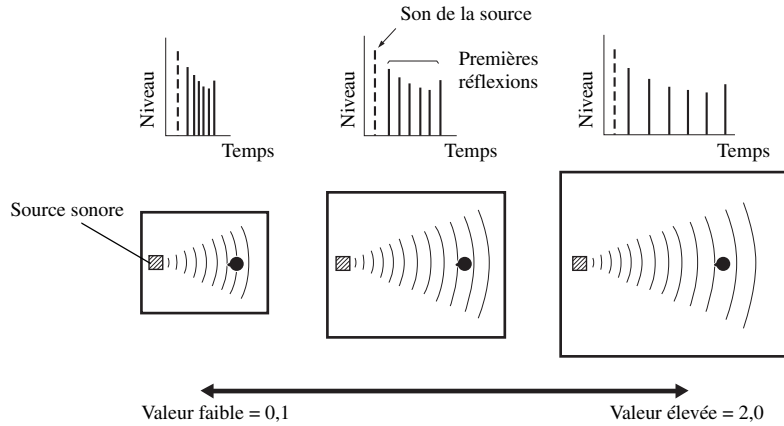 Son de la source
Premières
réflexions
Niveau
Temps
Niveau
Temps
Niveau
Temps
Source sonore
Valeur faible = 0,1
Valeur élevée = 2,0